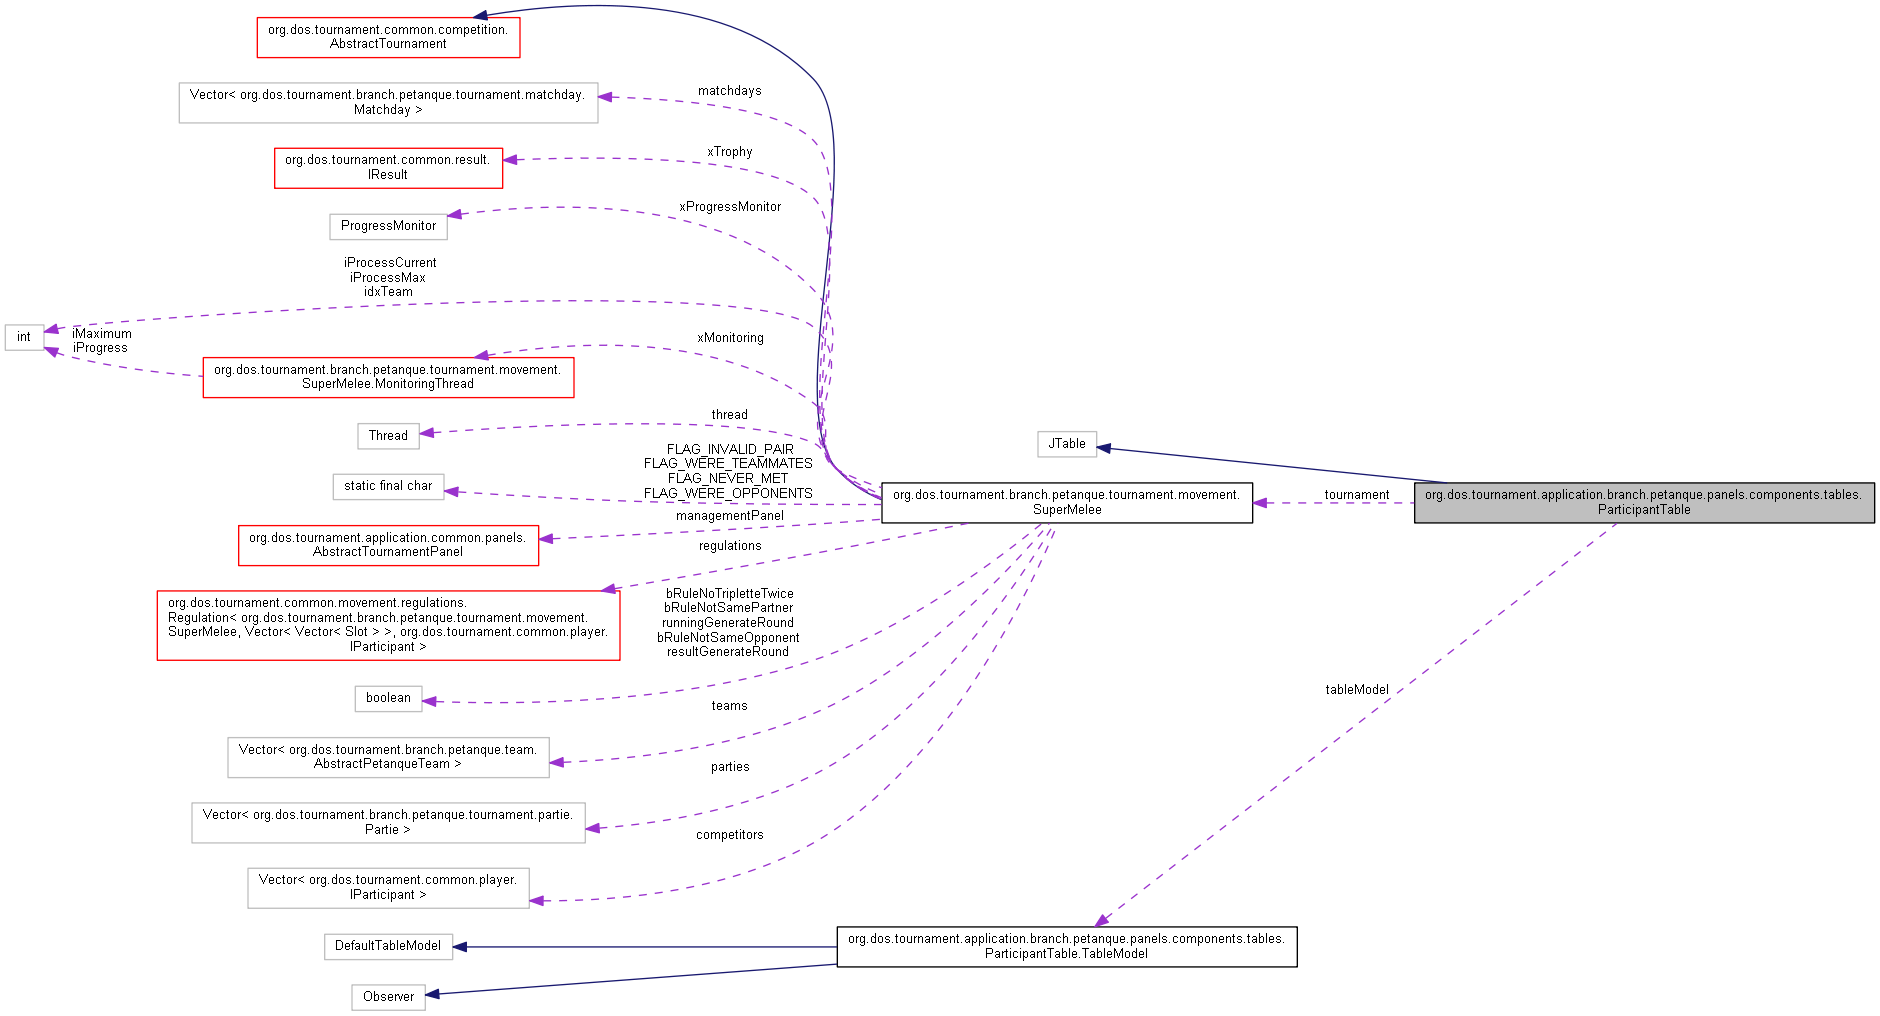 org.dos.tournament.common.competition.
AbstractTournament
matchdays
Vector< org.dos.tournament.branch.petanque.tournament.matchday.
Matchday >
xTrophy
org.dos.tournament.common.result.
IResult
xProgressMonitor
ProgressMonitor
iProcessCurrent
iProcessMax
idxTeam
int
iMaximum
iProgress
xMonitoring
org.dos.tournament.branch.petanque.tournament.movement.
SuperMelee.MonitoringThread
thread
Thread
JTable
FLAG_INVALID_PAIR
FLAG_WERE_TEAMMATES
FLAG_NEVER_MET
FLAG_WERE_OPPONENTS
static final char
org.dos.tournament.branch.petanque.tournament.movement.
SuperMelee
tournament
org.dos.tournament.application.branch.petanque.panels.components.tables.
ParticipantTable
managementPanel
org.dos.tournament.application.common.panels.
AbstractTournamentPanel
regulations
org.dos.tournament.common.movement.regulations.
Regulation< org.dos.tournament.branch.petanque.tournament.movement.
SuperMelee, Vector< Vector< Slot > >, org.dos.tournament.common.player.
IParticipant >
bRuleNoTripletteTwice
bRuleNotSamePartner
runningGenerateRound
bRuleNotSameOpponent
resultGenerateRound
boolean
tableModel
teams
Vector< org.dos.tournament.branch.petanque.team.
AbstractPetanqueTeam >
parties
Vector< org.dos.tournament.branch.petanque.tournament.partie.
Partie >
competitors
Vector< org.dos.tournament.common.player.
IParticipant >
DefaultTableModel
org.dos.tournament.application.branch.petanque.panels.components.tables.
ParticipantTable.TableModel
Observer